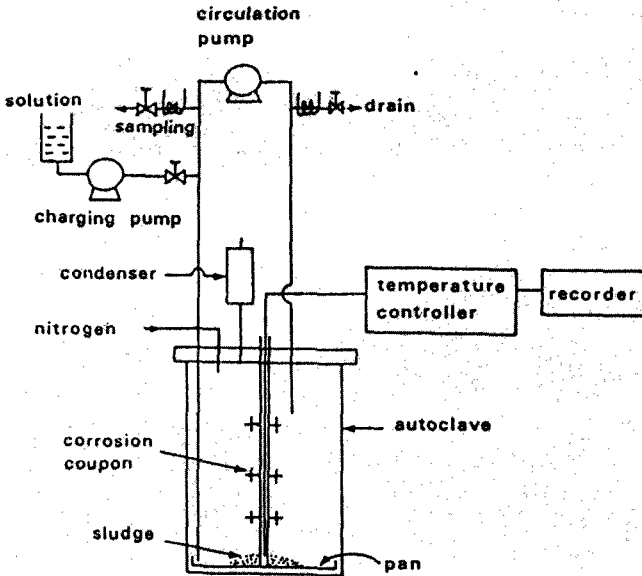 circulation
pump
solution
sampling
drain
charging pump
condenser
temperature
controller
recorder
nitrogen
autoclave
corrosion
coupon
sludge
pan